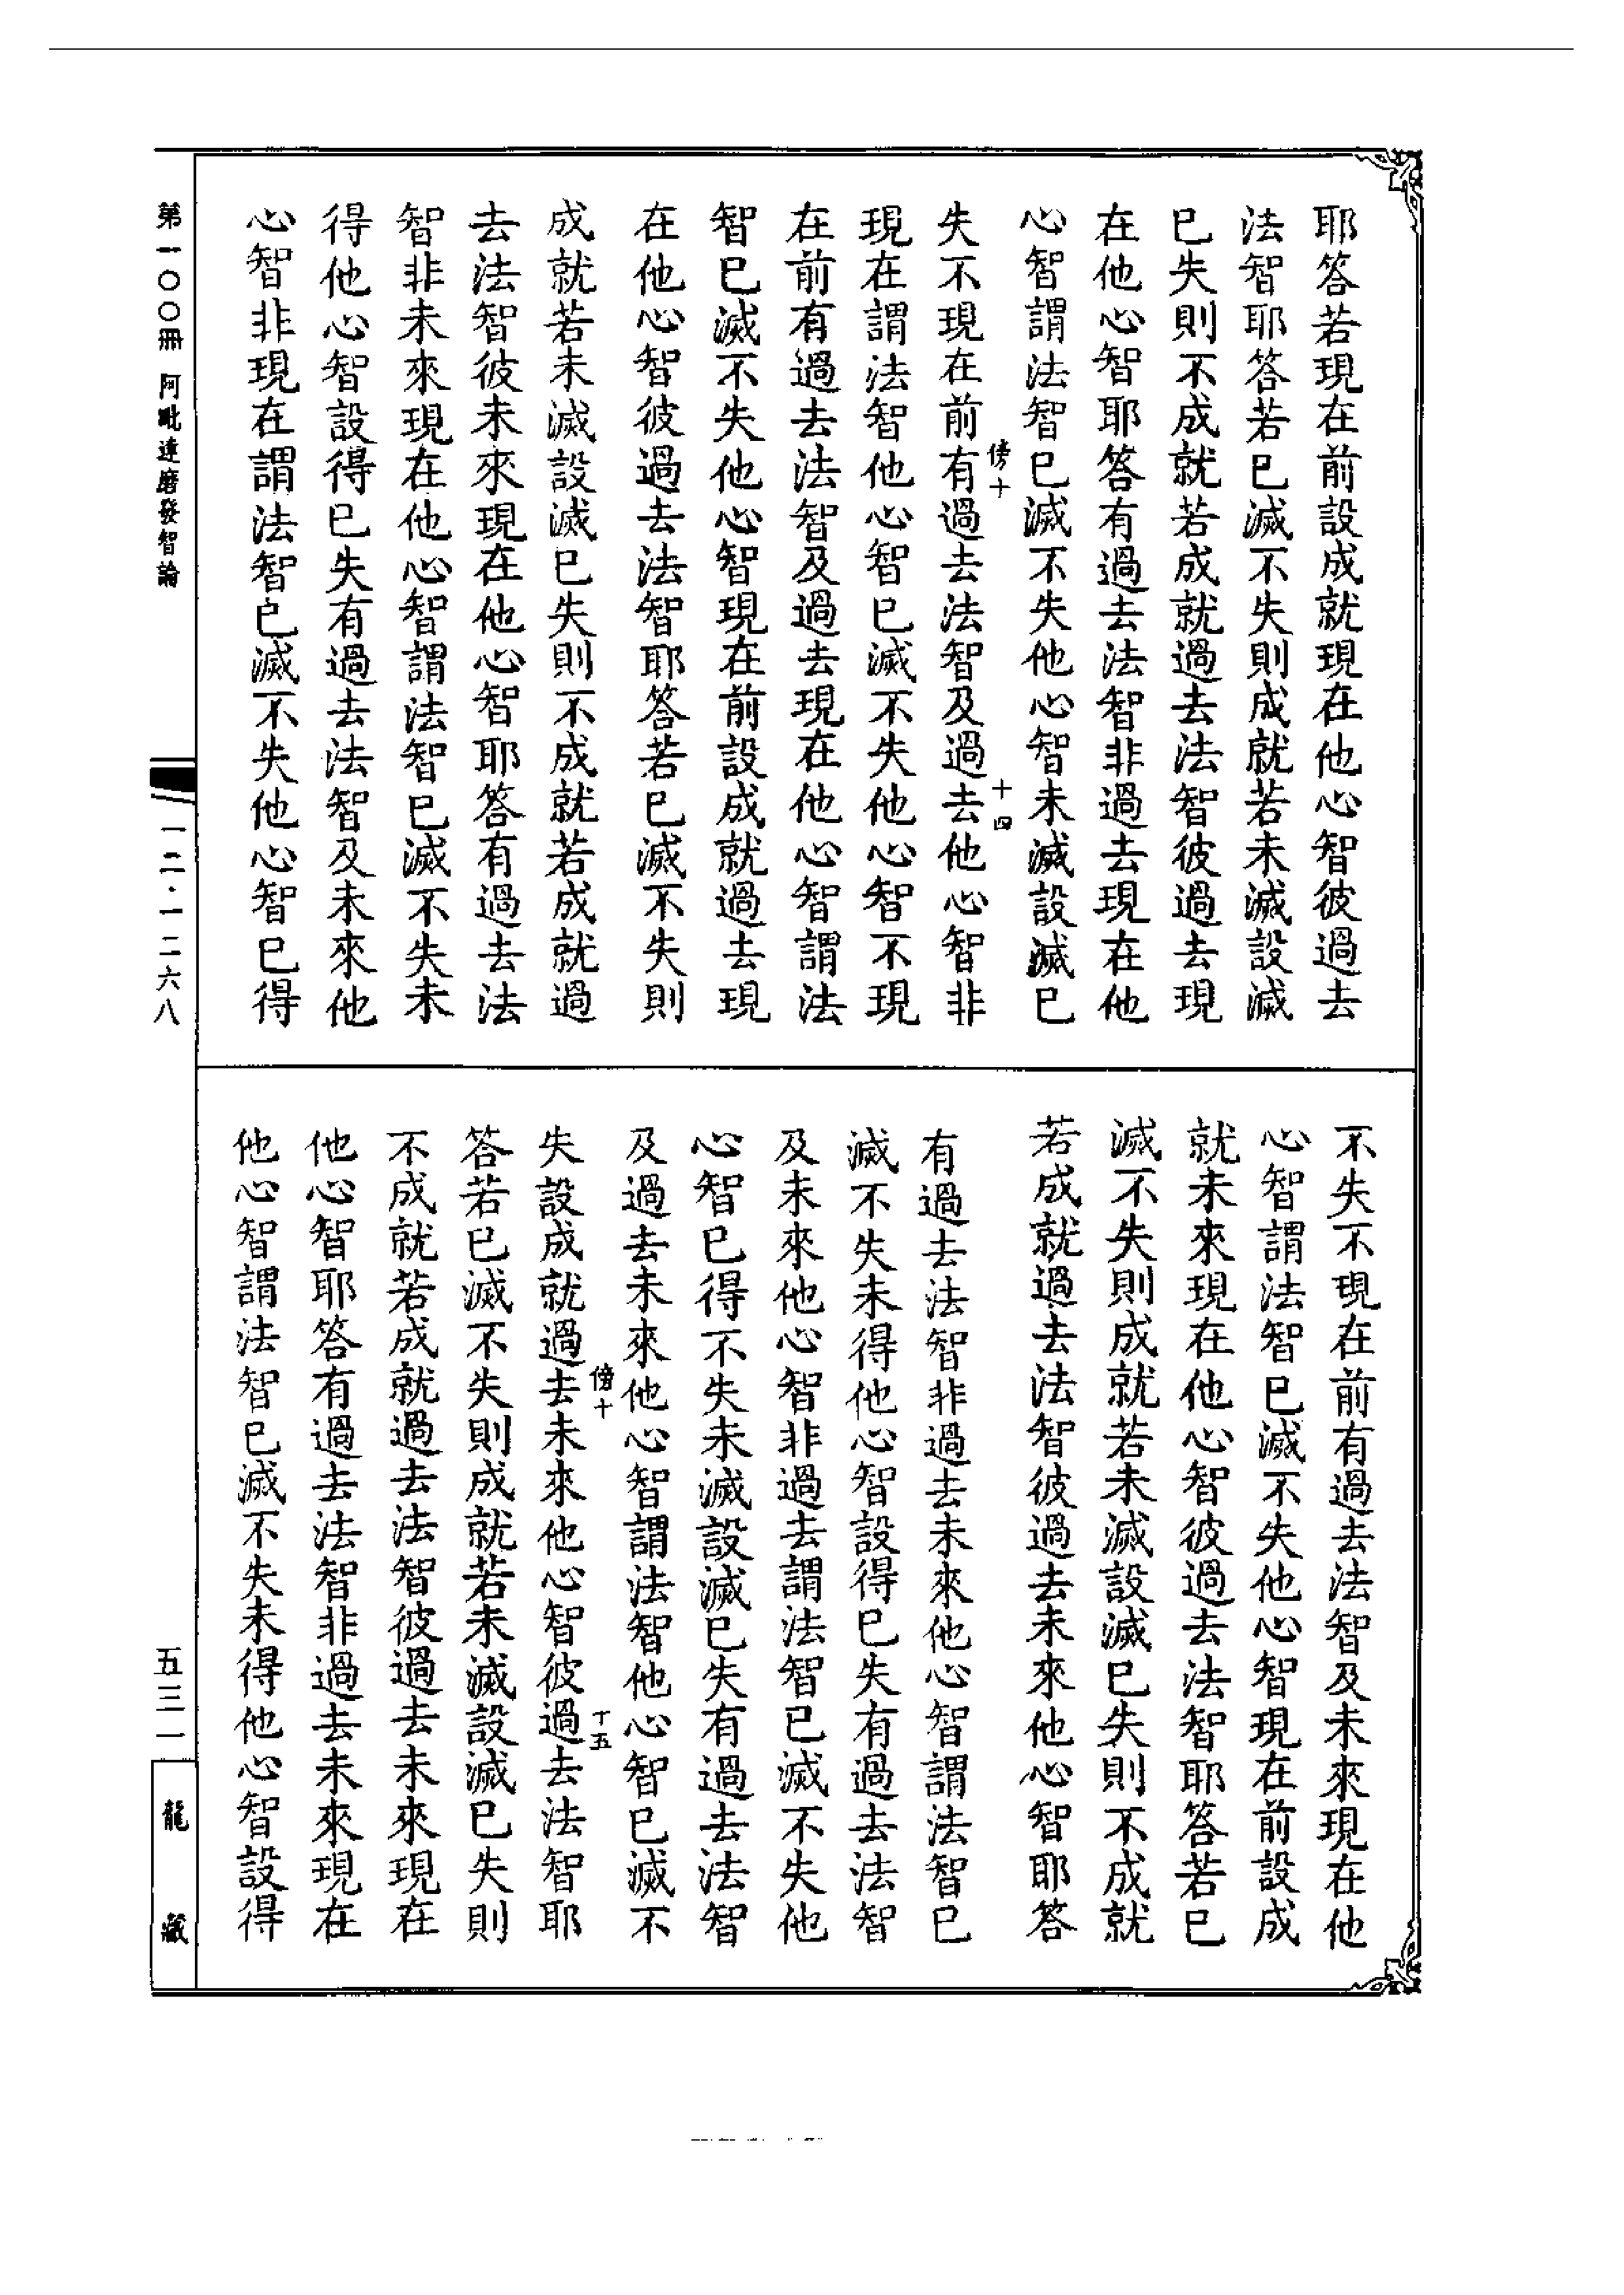 耶答若現在前設成就現在他心智彼過去
法智耶答若已滅不失則成就若未滅設滅
已失則不成就若成就過去法智彼過去現
在他心智耶答有過去法智非過去現在他
心智謂法智已滅不失他心智未滅設滅已
失不現在前有過去法智及過去他心智非
傍十
十四
現在謂法智他心智已滅不失他心智不現
在前有過去法智及過去現在他心智謂法
智已滅不失他心智現在前設成就過去現
在他心智彼過去法智耶答若已滅不失則
成就若未滅設滅已失則不成就若成就過
去法智彼未來現在他心智耶答有過去法
智非未來現在他心智謂法智已滅不失未
得他心智設得已失有過去法智及未來他
心智非現在謂法智已滅不失他心智已得
不失不現在前有過去法智及未來現在他
心智謂法智已滅不失他心智現在前設成
就未來現在他心智彼過去法智耶答若已
滅不失則成就若未滅設滅已失則不成就
若成就過去法智彼過去未來他心智耶答
有過去法智非過去未來他心智謂法智已
滅不失未得他心智設得已失有過去法智
及未來他心智非過去謂法智已滅不失他
心智已得不失未滅設滅已失有過去法智
及過去未來他心智謂法智他心智已滅不
傍十
十五
失設成就過去未來他心智彼過去法智耶
答若已滅不失則成就若未滅設滅已失則
不成就若成就過去法智彼過去未來現在
他心智耶答有過去法智非過去未來現在
他心智謂法智已滅不失未得他心智設得
第一〇〇冊 阿毗達磨發智論
一二·一二六八
五三一
龍藏